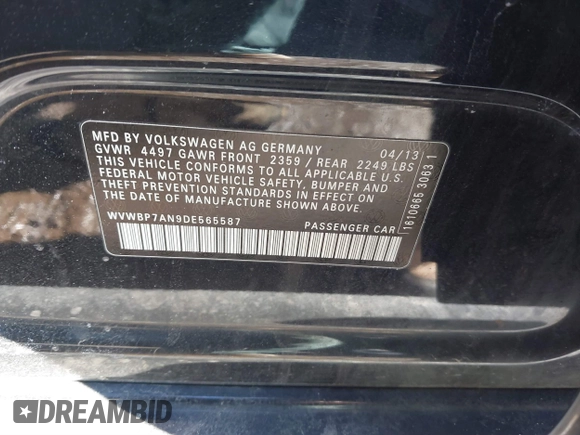 MFD BY VOLKSWAGEN AG GERMANY 04/13
GVWR 4497 GAWR FRONT 2359 / REAR 2249 LBS
THIS VEHICLE CONFORMS TO ALL APPLICABLE U.S.
FEDERAL MOTOR VEHICLE SAFETY, BUMPER AND
THEFT PREVENTION STANDARDS IN EFFECT ON
THE DATE OF MANUFACTURE SHOWN ABOVE.
WVWBP7AN9DE565587 PASSENGER CAR
1610665 3063 1
DREAMBID